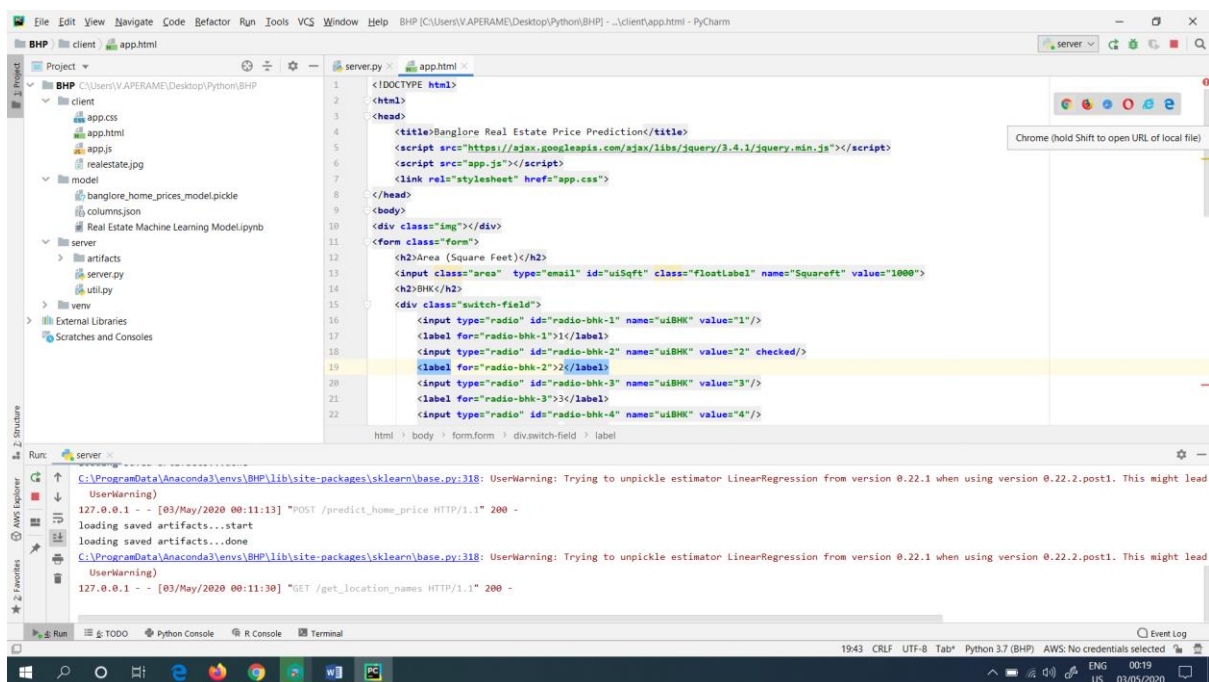 File Edit View Navigate Code Refactor Run Tools VCS Window Help BHP [C:\Users\V.APERAME\Desktop\Python\BHP] - ...\client\app.html - PyCharm
BHP client app.html server
Project server.py app.html
BHP C:\Users\V.APERAME\Desktop\Python\BHP
client
app.css
app.html
app.js
realestate.jpg
model
banglore_home_prices_model.pickle
columns.json
Real Estate Machine Learning Model.ipynb
server
artifacts
server.py
util.py
venv
External Libraries
Scratches and Consoles
1 <!DOCTYPE html>
2 <html>
3 <head>
4 <title>Banglore Real Estate Price Prediction</title>
5 <script src="https://ajax.googleapis.com/ajax/libs/jquery/3.4.1/jquery.min.js"></script>
6 <script src="app.js"></script>
7 <link rel="stylesheet" href="app.css">
8 </head>
9 <body>
10 <div class="img"></div>
11 <form class="form">
12 <h2>Area (Square Feet)</h2>
13 <input class="area" type="email" id="uiSqft" class="floatLabel" name="Squareft" value="1000">
14 <h2>BHK</h2>
15 <div class="switch-field">
16 <input type="radio" id="radio-bhk-1" name="uiBHK" value="1"/>
17 <label for="radio-bhk-1">1</label>
18 <input type="radio" id="radio-bhk-2" name="uiBHK" value="2" checked/>
19 <label for="radio-bhk-2">2</label>
20 <input type="radio" id="radio-bhk-3" name="uiBHK" value="3"/>
21 <label for="radio-bhk-3">3</label>
22 <input type="radio" id="radio-bhk-4" name="uiBHK" value="4"/>
Chrome (hold Shift to open URL of local file)
html › body › form.form › div.switch-field › label
1: Project
2: Structure
AWS Explorer
2: Favorites
Run: server
C:\ProgramData\Anaconda3\envs\BHP\lib\site-packages\sklearn\base.py:318: UserWarning: Trying to unpickle estimator LinearRegression from version 0.22.1 when using version 0.22.2.post1. This might lead
UserWarning)
127.0.0.1 - - [03/May/2020 00:11:13] "POST /predict_home_price HTTP/1.1" 200 -
loading saved artifacts...start
loading saved artifacts...done
C:\ProgramData\Anaconda3\envs\BHP\lib\site-packages\sklearn\base.py:318: UserWarning: Trying to unpickle estimator LinearRegression from version 0.22.1 when using version 0.22.2.post1. This might lead
UserWarning)
127.0.0.1 - - [03/May/2020 00:11:30] "GET /get_location_names HTTP/1.1" 200 -
4: Run 6: TODO Python Console R Console Terminal Event Log
19:43 CRLF UTF-8 Tab* Python 3.7 (BHP) AWS: No credentials selected
ENG 00:19
US 03/05/2020